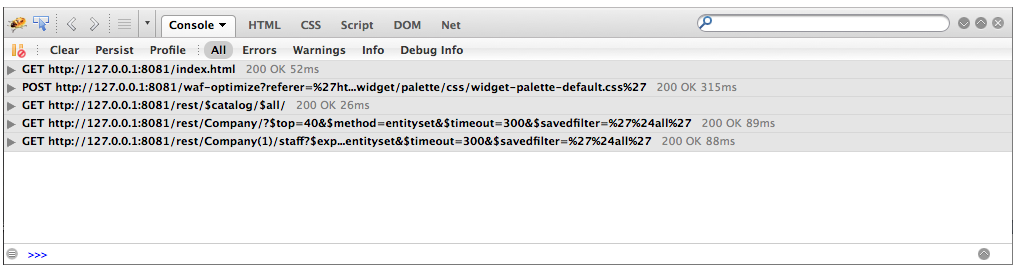 Console HTML CSS Script DOM Net
Clear Persist Profile All Errors Warnings Info Debug Info
GET http://127.0.0.1:8081/index.html 200 OK 52ms
POST http://127.0.0.1:8081/waf-optimize?referer=%27ht...widget/palette/css/widget-palette-default.css%27 200 OK 315ms
GET http://127.0.0.1:8081/rest/$catalog/$all/ 200 OK 26ms
GET http://127.0.0.1:8081/rest/Company/?$top=40&$method=entityset&$timeout=300&$savedfilter=%27%24all%27 200 OK 89ms
GET http://127.0.0.1:8081/rest/Company(1)/staff?$exp...entityset&$timeout=300&$savedfilter=%27%24all%27 200 OK 88ms
>>>